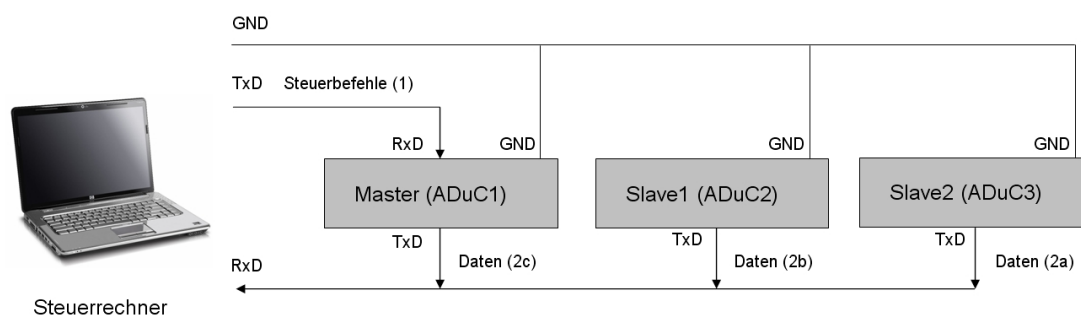 GND
TxD Steuerbefehle (1)
RxD GND GND GND
Master (ADuC1) Slave1 (ADuC2) Slave2 (ADuC3)
TxD TxD TxD
RxD Daten (2c) Daten (2b) Daten (2a)
Steuerrechner